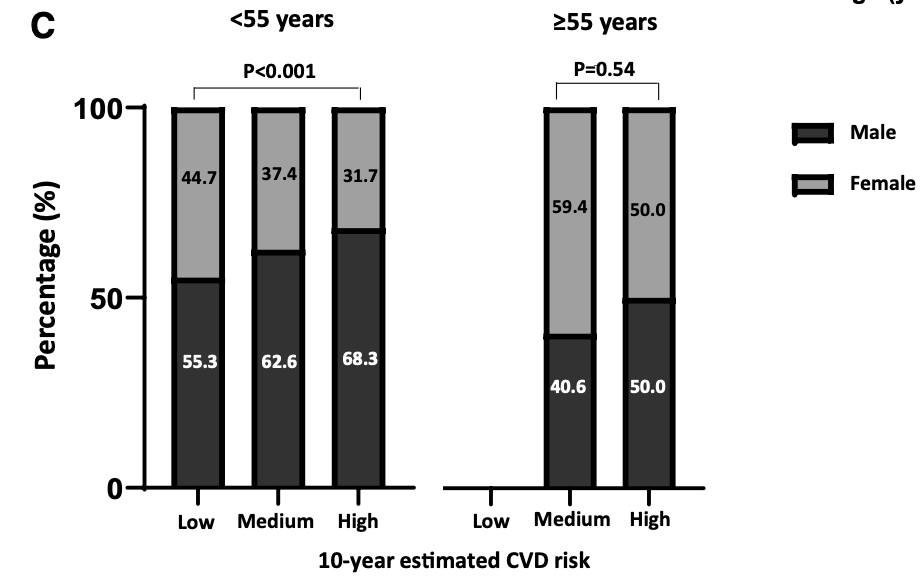 C
<55 years
≥55 years
P<0.001
P=0.54
100
50
0
Percentage (%)
44.7
37.4
31.7
55.3
62.6
68.3
59.4
50.0
40.6
50.0
Male
Female
Low
Medium
High
Low
Medium
High
10-year estimated CVD risk